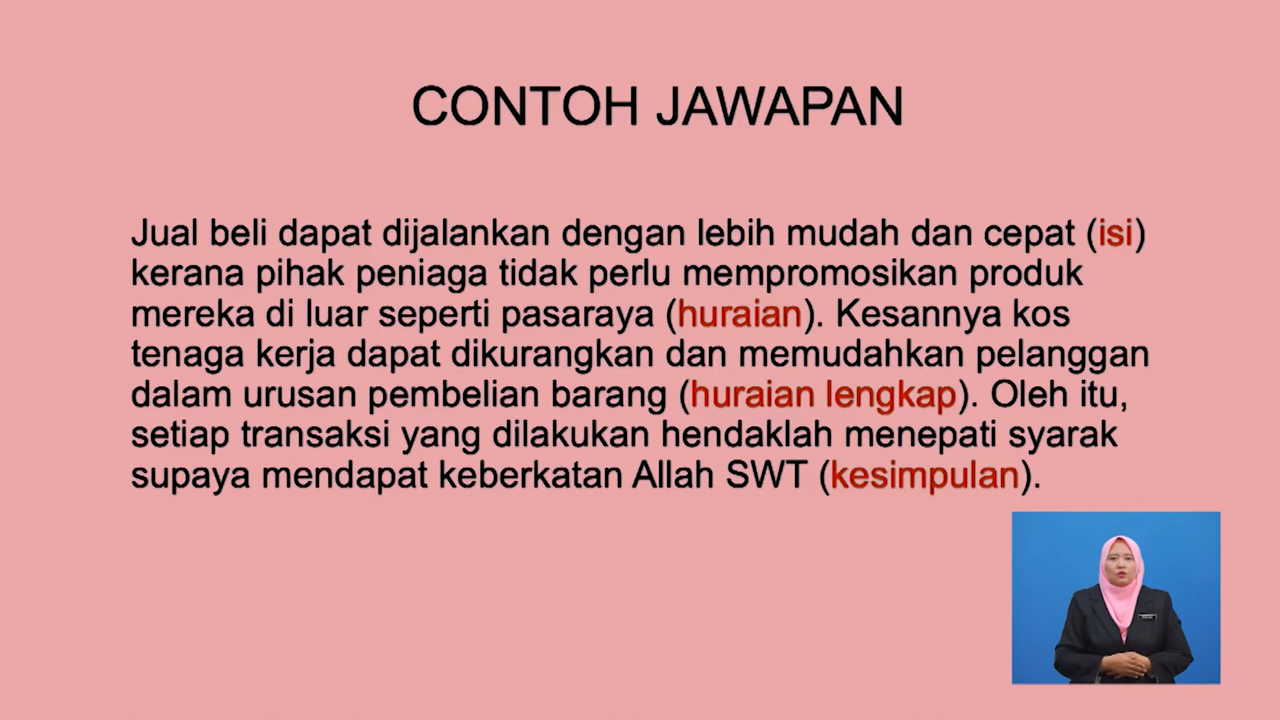 CONTOH JAWAPAN
Jual beli dapat dijalankan dengan lebih mudah dan cepat (isi)
kerana pihak peniaga tidak perlu mempromosikan produk
mereka di luar seperti pasaraya (huraian). Kesannya kos
tenaga kerja dapat dikurangkan dan memudahkan pelanggan
dalam urusan pembelian barang (huraian lengkap). Oleh itu,
setiap transaksi yang dilakukan hendaklah menepati syarak
supaya mendapat keberkatan Allah SWT (kesimpulan).